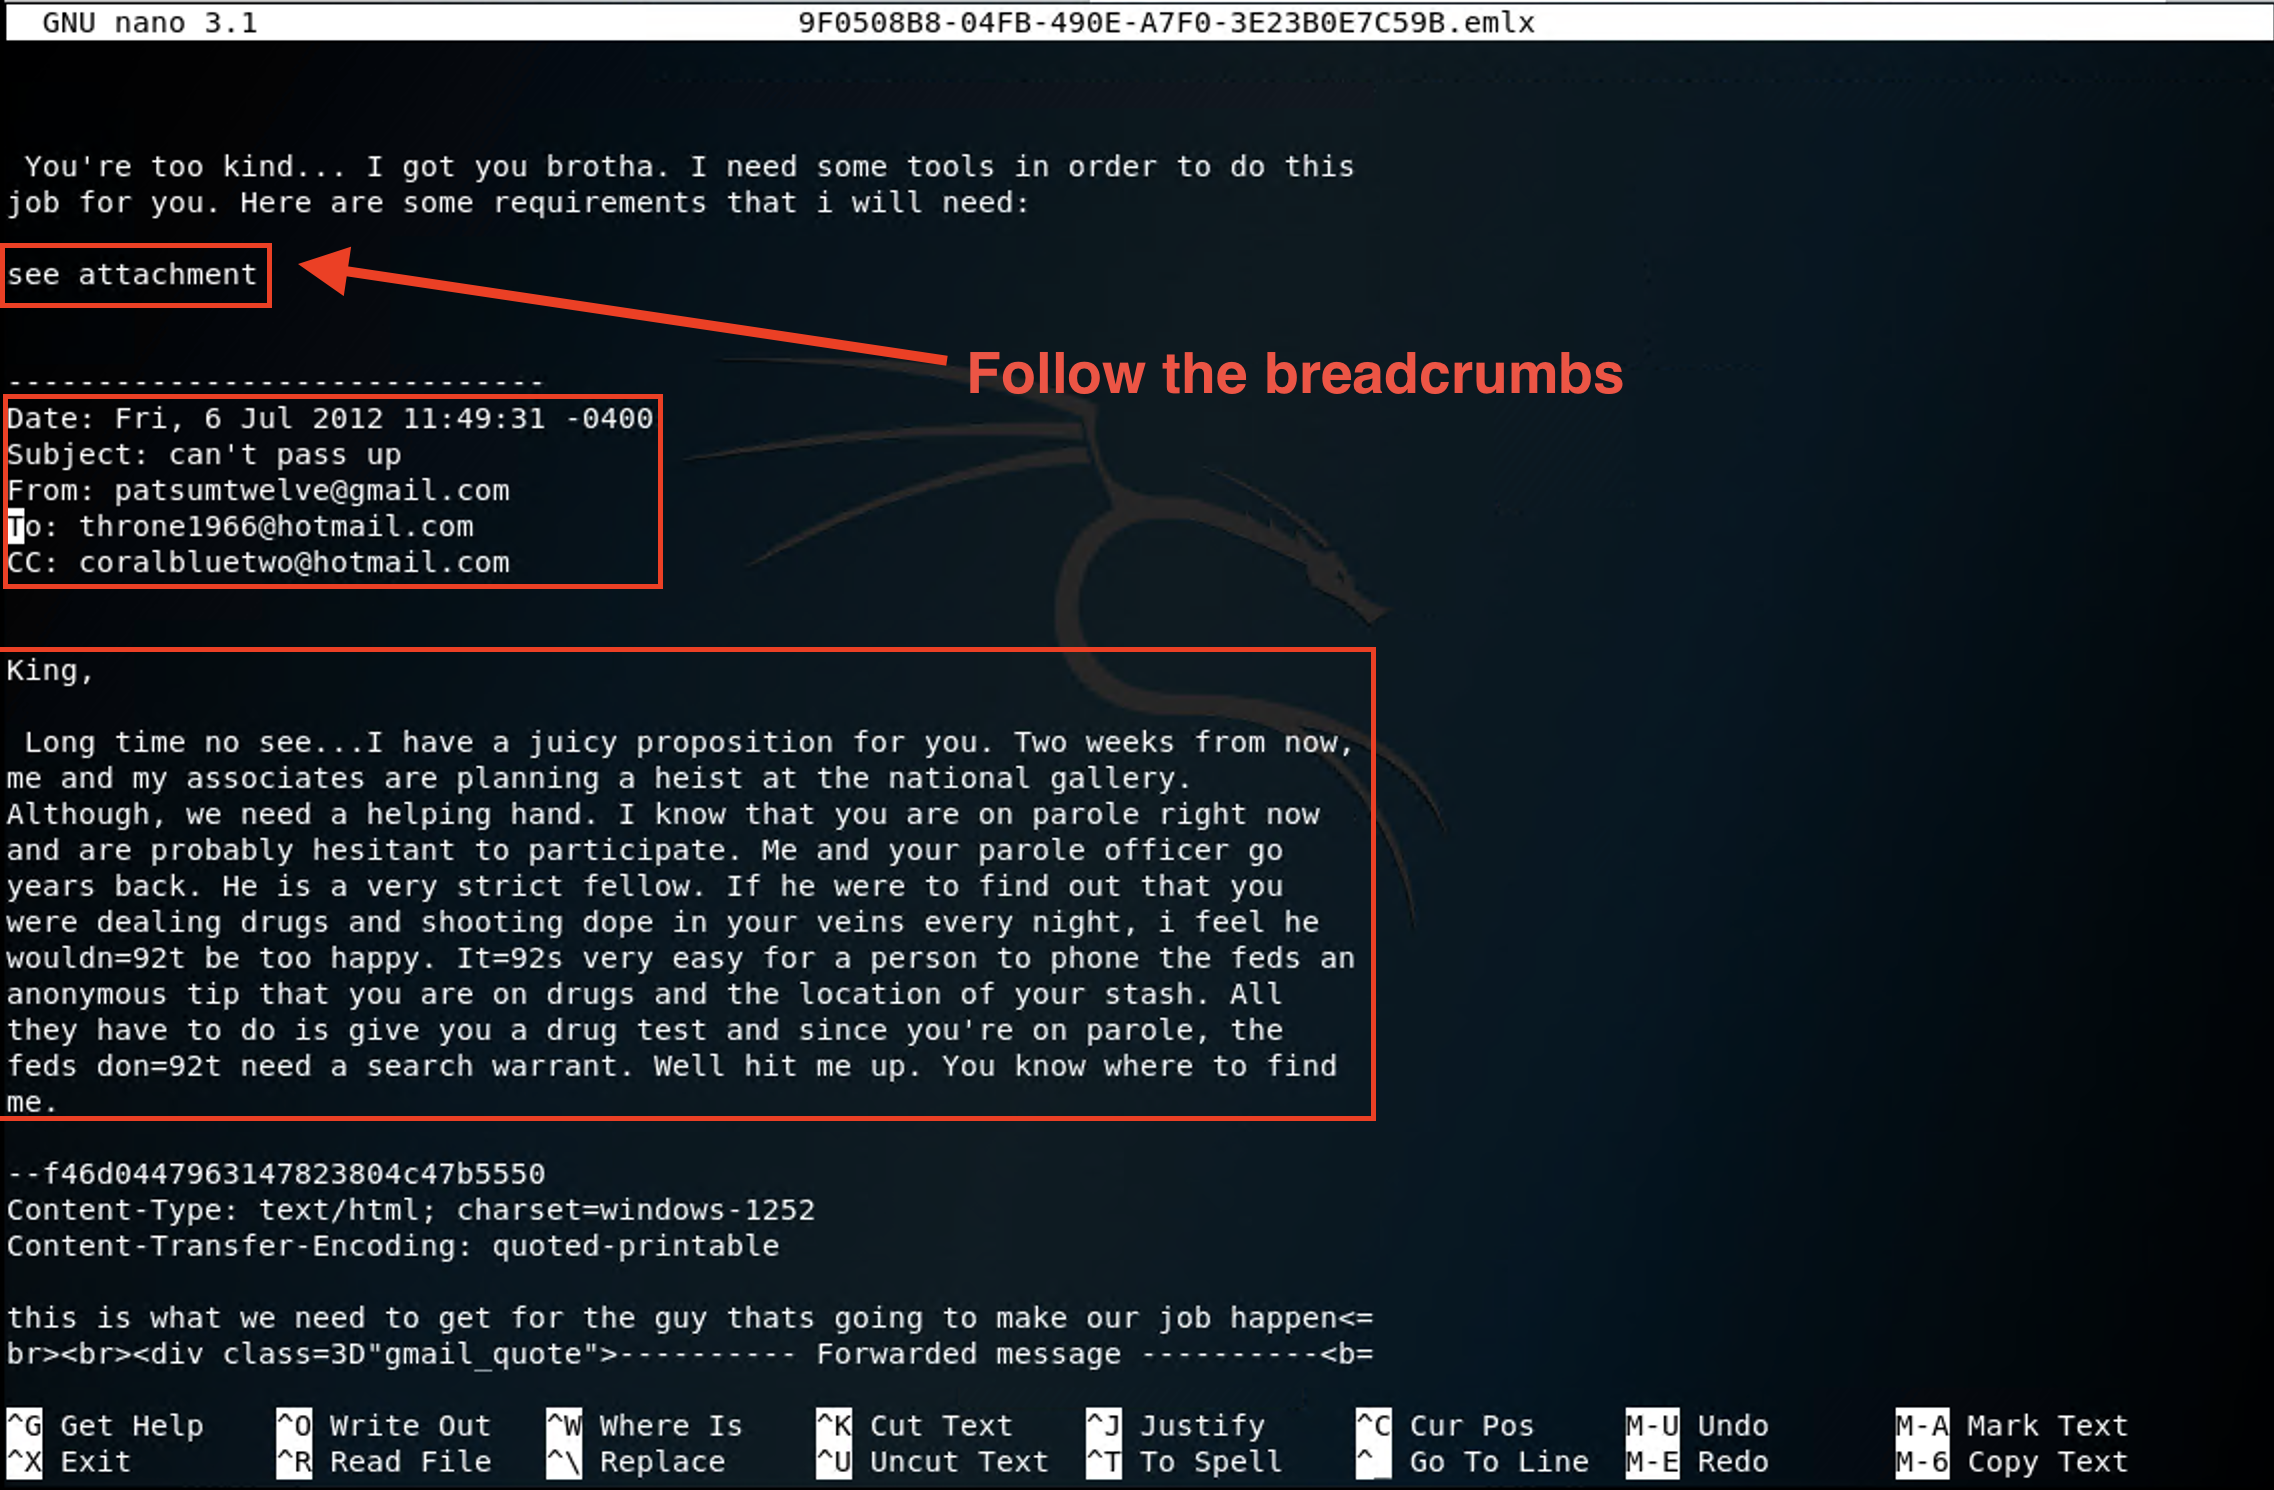 GNU nano 3.1 9F0508B8-04FB-490E-A7F0-3E23B0E7C59B.emlx
You're too kind... I got you brotha. I need some tools in order to do this
job for you. Here are some requirements that i will need:
see attachment
Follow the breadcrumbs
------------------------------
Date: Fri, 6 Jul 2012 11:49:31 -0400
Subject: can't pass up
From: patsumtwelve@gmail.com
To: throne1966@hotmail.com
CC: coralbluetwo@hotmail.com
King,
Long time no see...I have a juicy proposition for you. Two weeks from now,
me and my associates are planning a heist at the national gallery.
Although, we need a helping hand. I know that you are on parole right now
and are probably hesitant to participate. Me and your parole officer go
years back. He is a very strict fellow. If he were to find out that you
were dealing drugs and shooting dope in your veins every night, i feel he
wouldn=92t be too happy. It=92s very easy for a person to phone the feds an
anonymous tip that you are on drugs and the location of your stash. All
they have to do is give you a drug test and since you're on parole, the
feds don=92t need a search warrant. Well hit me up. You know where to find
me.
--f46d0447963147823804c47b5550
Content-Type: text/html; charset=windows-1252
Content-Transfer-Encoding: quoted-printable
this is what we need to get for the guy thats going to make our job happen<=
br><br><div class=3D"gmail_quote">---------- Forwarded message ----------<b=
^G Get Help ^O Write Out ^W Where Is ^K Cut Text ^J Justify ^C Cur Pos M-U Undo M-A Mark Text
^X Exit ^R Read File ^\ Replace ^U Uncut Text ^T To Spell ^_ Go To Line M-E Redo M-6 Copy Text